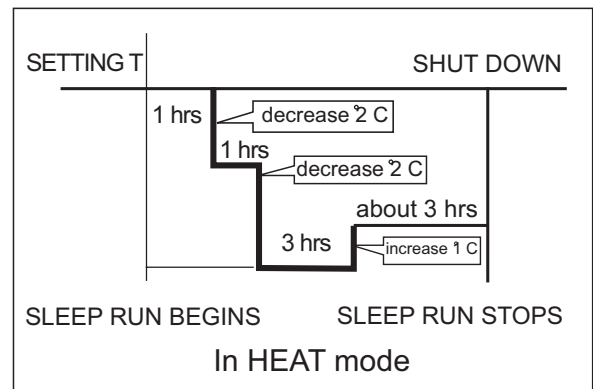 SETTING T
SHUT DOWN
1 hrs
decrease °2 C
1 hrs
decrease °2 C
about 3 hrs
3 hrs
increase °1 C
SLEEP RUN BEGINS
SLEEP RUN STOPS
In HEAT mode